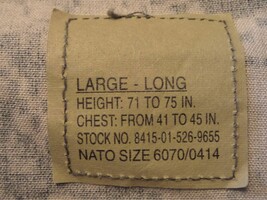 LARGE - LONG
HEIGHT: 71 TO 75 IN.
CHEST: FROM 41 TO 45 IN.
STOCK NO. 8415-01-526-9655
NATO SIZE 6070/0414